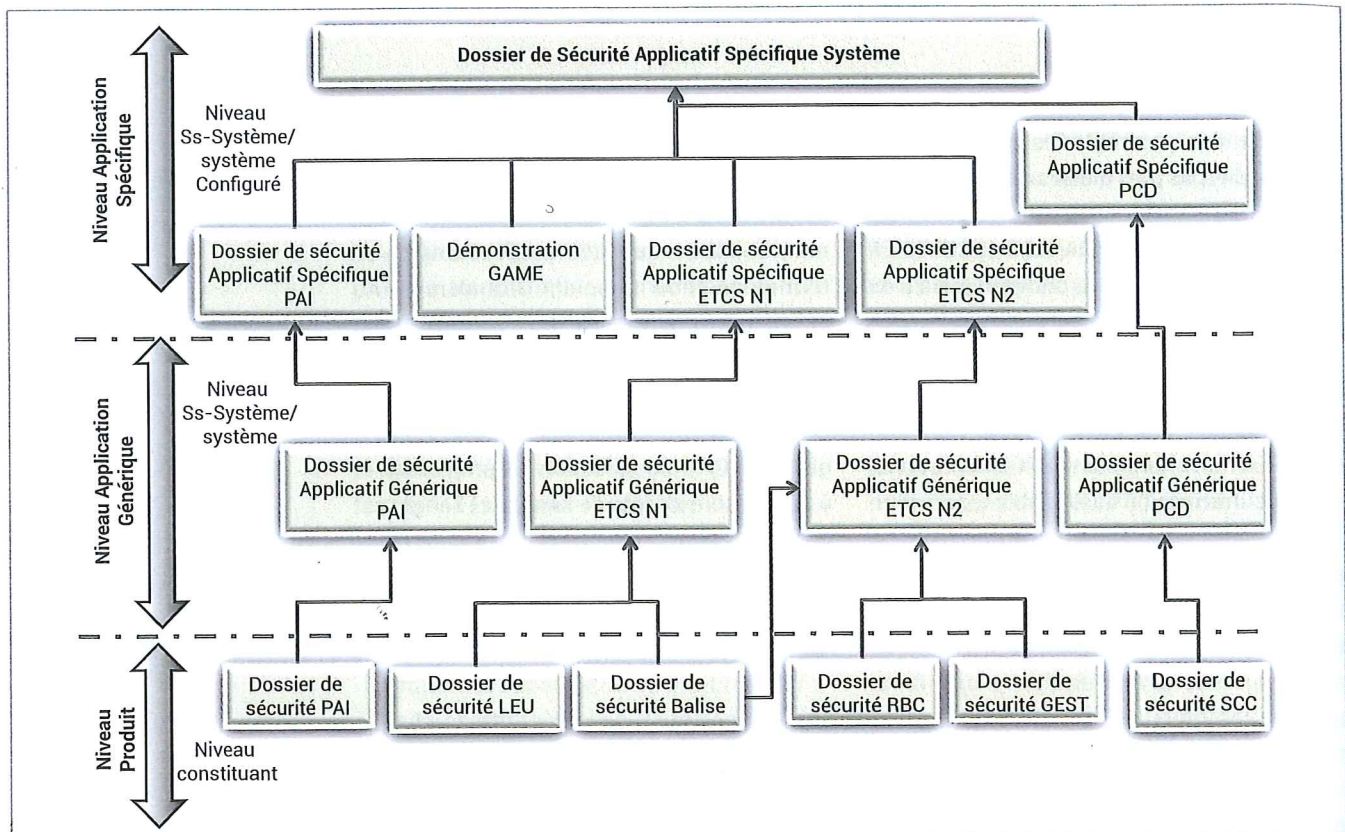 Dossier de Sécurité Applicatif Spécifique Système
Niveau Application
Spécifique
Niveau
Ss-Système/
système
Configuré
Dossier de sécurité
Applicatif Spécifique
PCD
Dossier de sécurité
Applicatif Spécifique
PAI
Démonstration
GAME
Dossier de sécurité
Applicatif Spécifique
ETCS N1
Dossier de sécurité
Applicatif Spécifique
ETCS N2
Niveau Application
Générique
Niveau
Ss-Système/
système
Dossier de sécurité
Applicatif Générique
PAI
Dossier de sécurité
Applicatif Générique
ETCS N1
Dossier de sécurité
Applicatif Générique
ETCS N2
Dossier de sécurité
Applicatif Générique
PCD
Niveau
Produit
Niveau
constituant
Dossier de
sécurité PAI
Dossier de
sécurité LEU
Dossier de
sécurité Balise
Dossier de
sécurité RBC
Dossier de
sécurité GEST
Dossier de
sécurité SCC